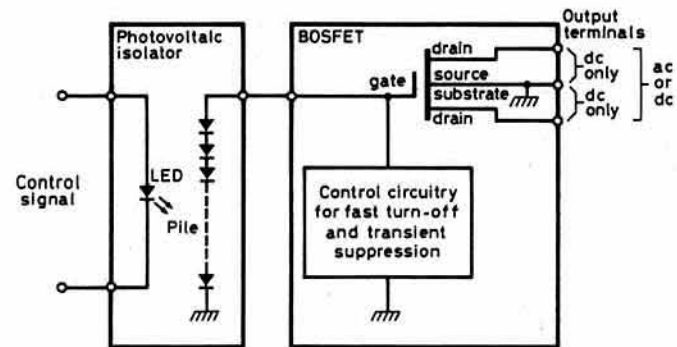 Photovoltaic
isolator
BOSFET
Output
terminals
drain
source
substrate
drain
gate
dc
only
dc
only
ac
or
dc
Control
signal
LED
Pile
Control circuitry
for fast turn-off
and transient
suppression